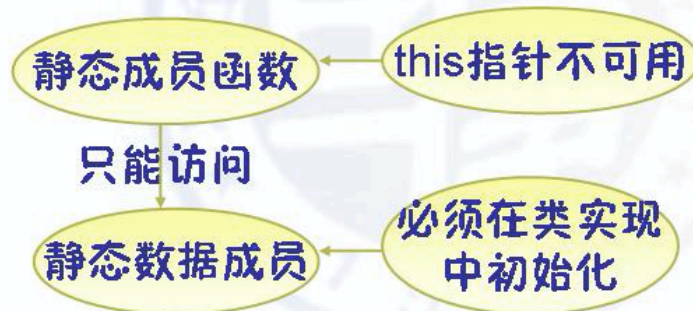 静态成员函数
this指针不可用
只能访问
静态数据成员
必须在类实现
中初始化